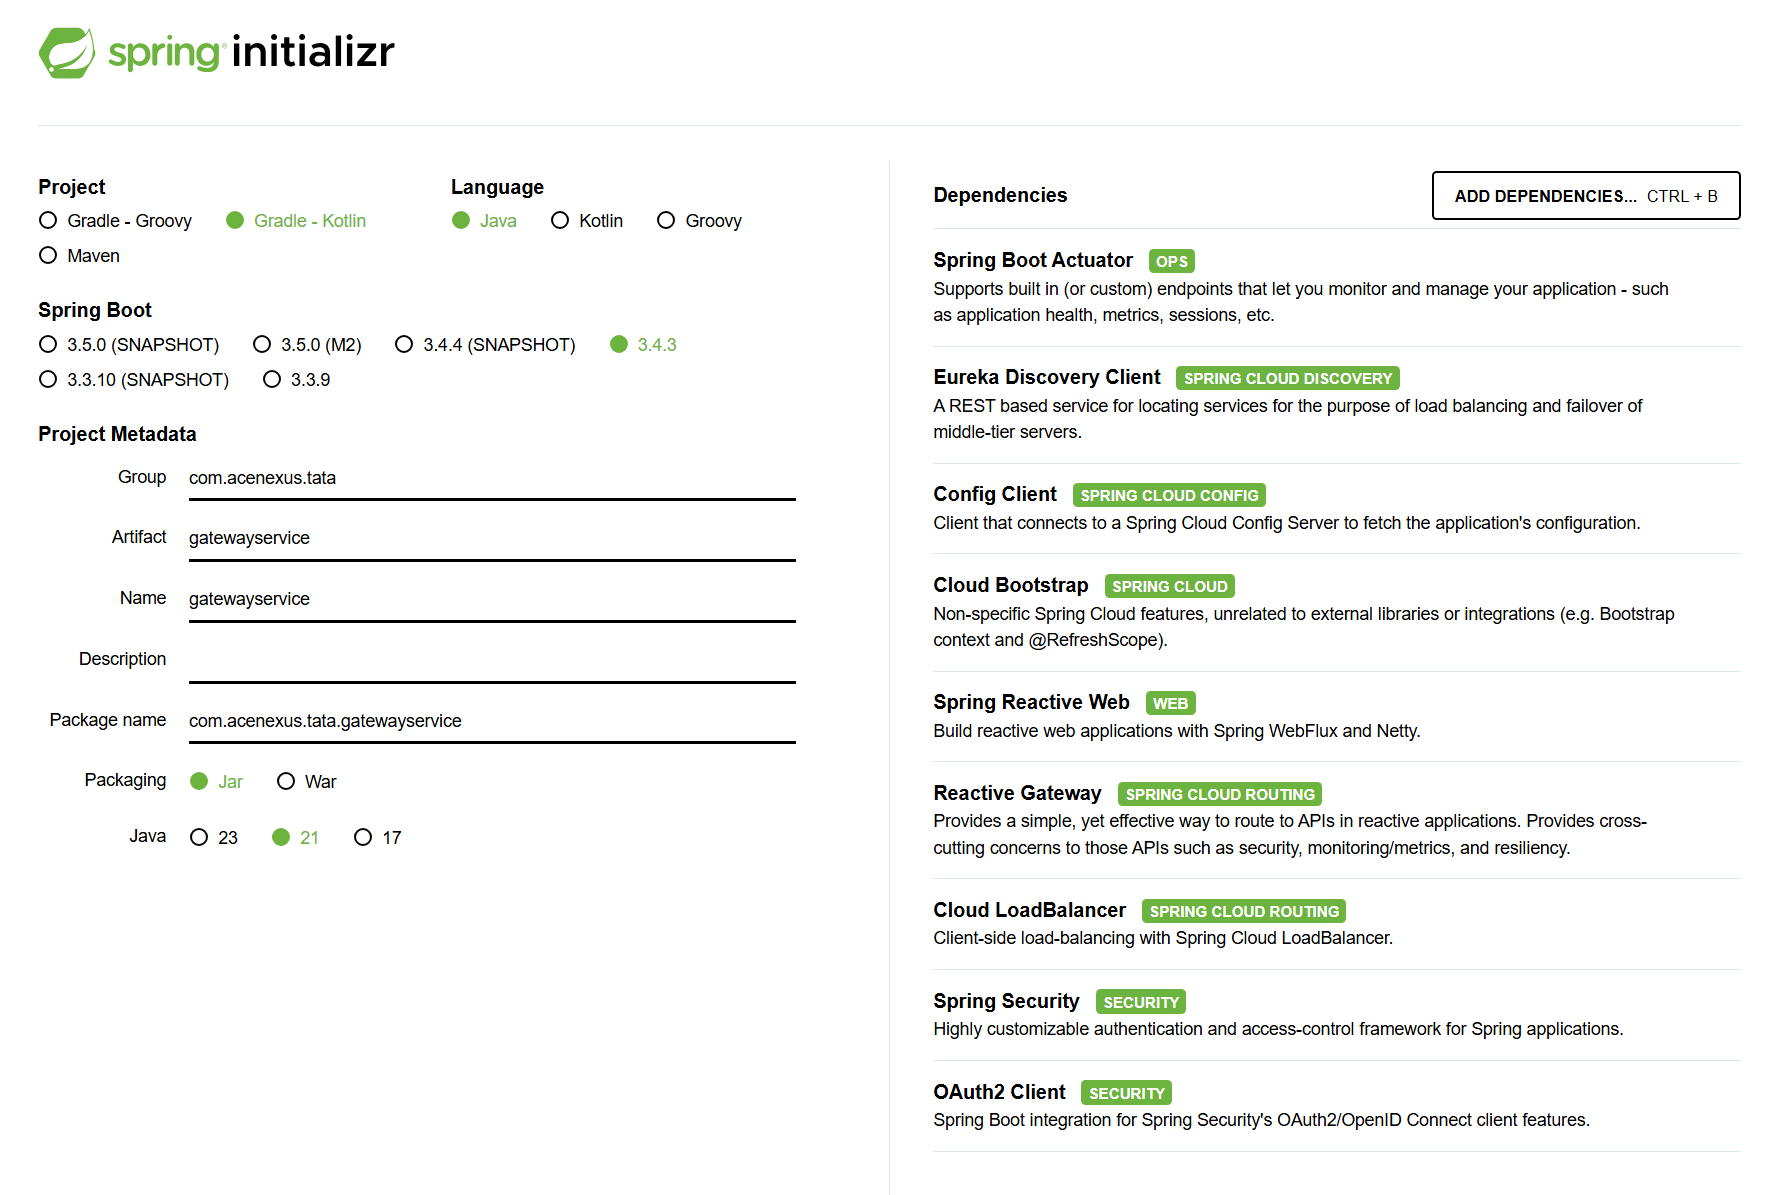 spring initializr
Project
Gradle - Groovy Gradle - Kotlin
Maven
Language
Java Kotlin Groovy
Spring Boot
3.5.0 (SNAPSHOT) 3.5.0 (M2) 3.4.4 (SNAPSHOT) 3.4.3
3.3.10 (SNAPSHOT) 3.3.9
Project Metadata
Group com.acenexus.tata
Artifact gatewayservice
Name gatewayservice
Description
Package name com.acenexus.tata.gatewayservice
Packaging Jar War
Java 23 21 17
Dependencies ADD DEPENDENCIES... CTRL + B
Spring Boot Actuator OPS
Supports built in (or custom) endpoints that let you monitor and manage your application - such
as application health, metrics, sessions, etc.
Eureka Discovery Client SPRING CLOUD DISCOVERY
A REST based service for locating services for the purpose of load balancing and failover of
middle-tier servers.
Config Client SPRING CLOUD CONFIG
Client that connects to a Spring Cloud Config Server to fetch the application's configuration.
Cloud Bootstrap SPRING CLOUD
Non-specific Spring Cloud features, unrelated to external libraries or integrations (e.g. Bootstrap
context and @RefreshScope).
Spring Reactive Web WEB
Build reactive web applications with Spring WebFlux and Netty.
Reactive Gateway SPRING CLOUD ROUTING
Provides a simple, yet effective way to route to APIs in reactive applications. Provides cross-
cutting concerns to those APIs such as security, monitoring/metrics, and resiliency.
Cloud LoadBalancer SPRING CLOUD ROUTING
Client-side load-balancing with Spring Cloud LoadBalancer.
Spring Security SECURITY
Highly customizable authentication and access-control framework for Spring applications.
OAuth2 Client SECURITY
Spring Boot integration for Spring Security's OAuth2/OpenID Connect client features.